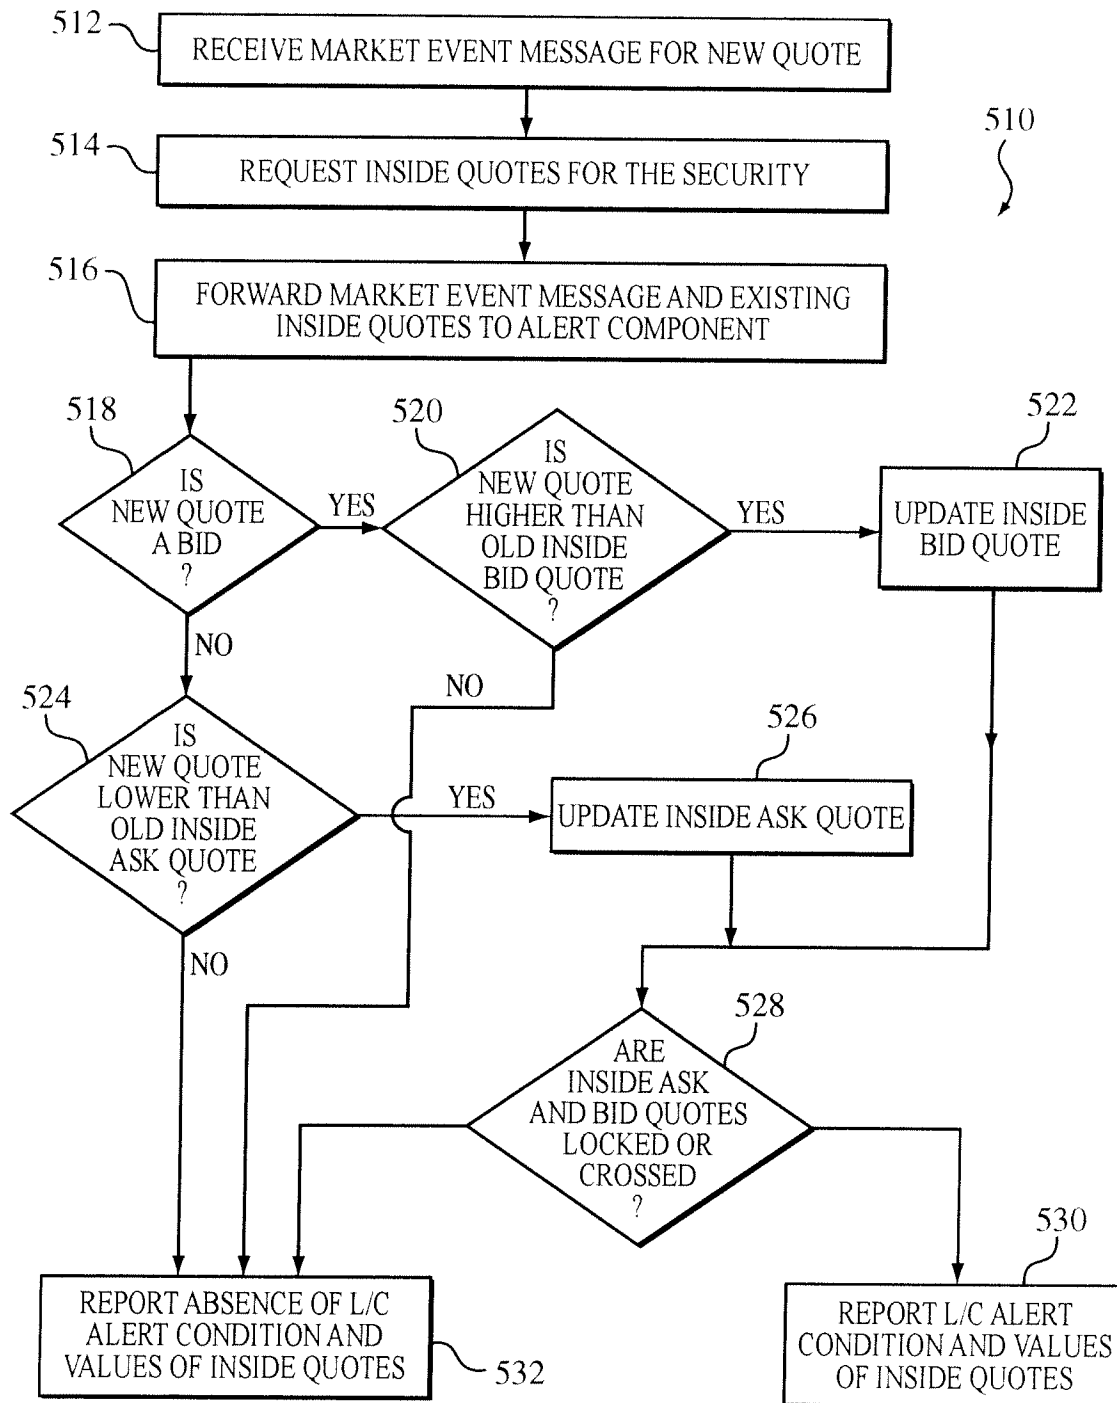 512
RECEIVE MARKET EVENT MESSAGE FOR NEW QUOTE
510
514
REQUEST INSIDE QUOTES FOR THE SECURITY
516
FORWARD MARKET EVENT MESSAGE AND EXISTING
INSIDE QUOTES TO ALERT COMPONENT
518
IS
NEW QUOTE
A BID
?
YES
NO
520
IS
NEW QUOTE
HIGHER THAN
OLD INSIDE
BID QUOTE
?
YES
NO
522
UPDATE INSIDE
BID QUOTE
524
IS
NEW QUOTE
LOWER THAN
OLD INSIDE
ASK QUOTE
?
YES
NO
526
UPDATE INSIDE ASK QUOTE
528
ARE
INSIDE ASK
AND BID QUOTES
LOCKED OR
CROSSED
?
530
REPORT L/C ALERT
CONDITION AND VALUES
OF INSIDE QUOTES
REPORT ABSENCE OF L/C
ALERT CONDITION AND
VALUES OF INSIDE QUOTES
532